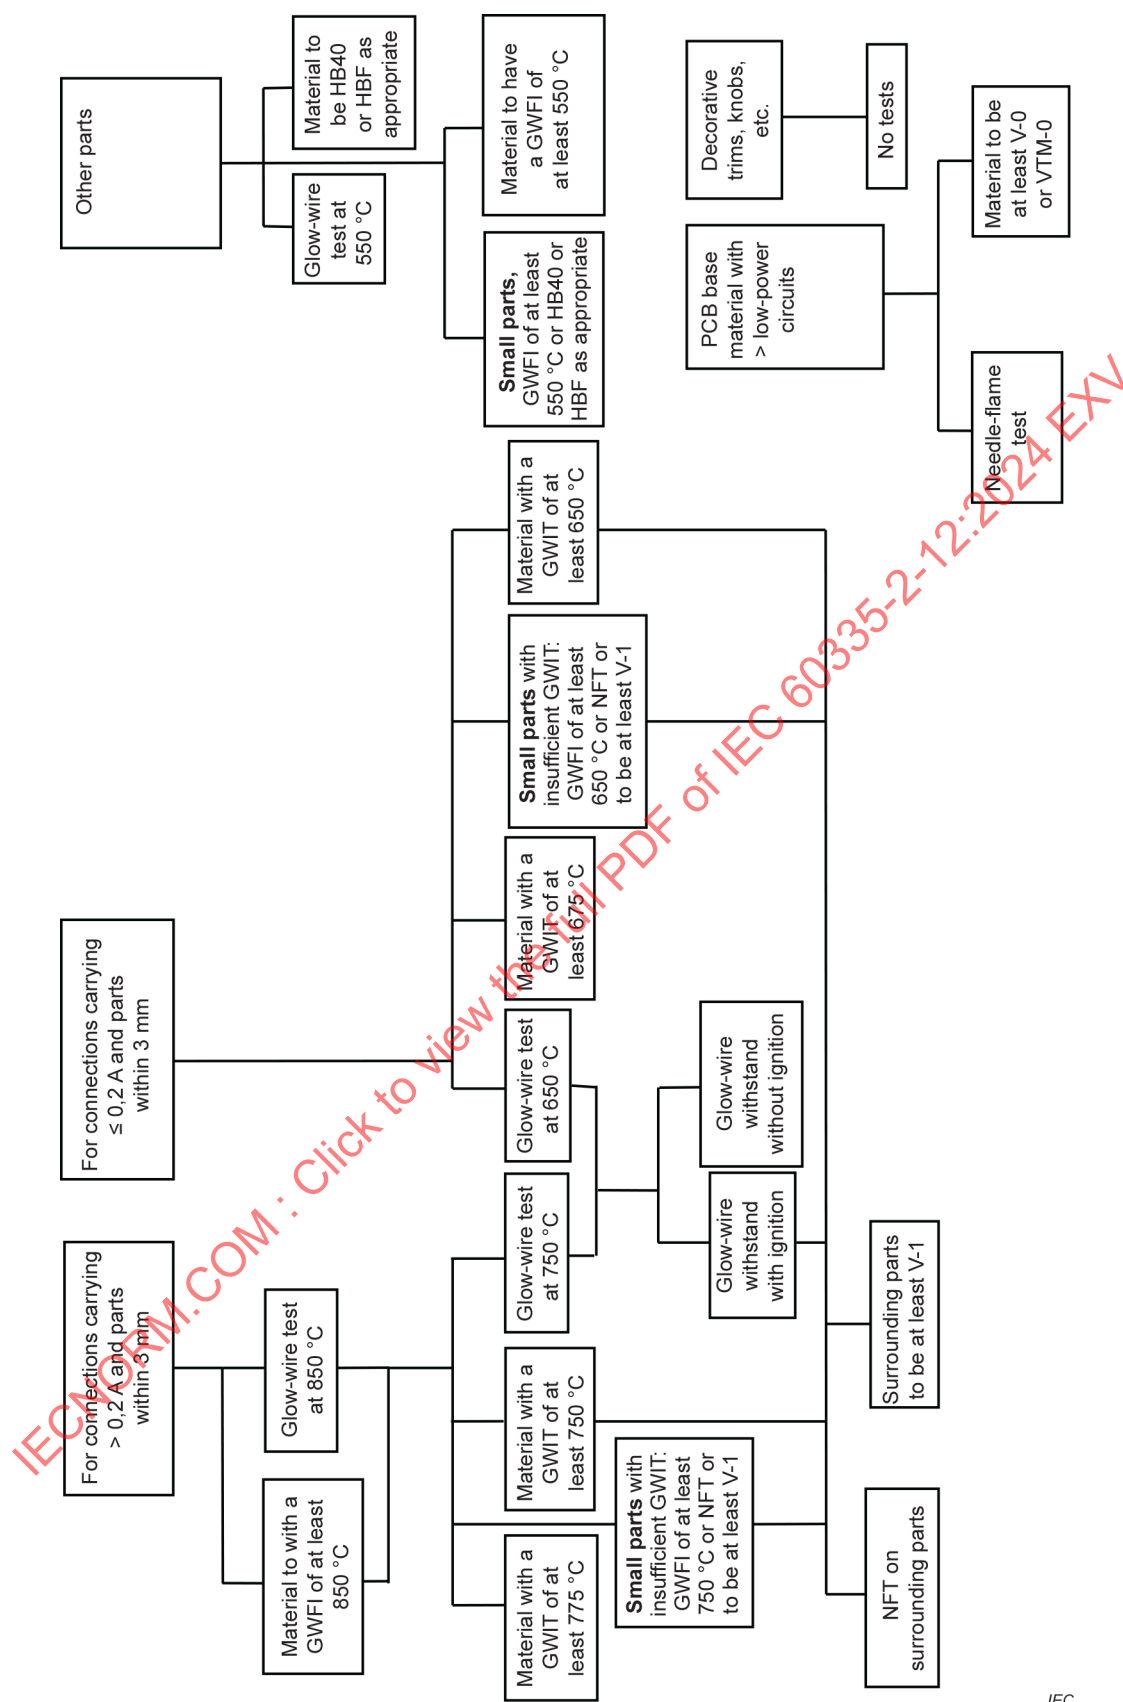 For connections carrying
> 0,2 A and parts
within 3 mm
For connections carrying
≤ 0,2 A and parts
within 3 mm
Other parts
Material to with a
GWFI of at least
850 °C
Glow-wire test
at 850 °C
Glow-wire
test at
550 °C
Material to
be HB40
or HBF as
appropriate
Material with a
GWIT of at
least 775 °C
Small parts with
insufficient GWIT:
GWFI of at least
750 °C or NFT or
to be at least V-1
Material with a
GWIT of at
least 750 °C
Glow-wire test
at 750 °C
Glow-wire test
at 650 °C
Material with a
GWIT of at
least 675 °C
Small parts with
insufficient GWIT:
GWFI of at least
650 °C or NFT or
to be at least V-1
Material with a
GWIT of at
least 650 °C
Small parts,
GWFI of at least
550 °C or HB40 or
HBF as appropriate
Material to have
a GWFI of
at least 550 °C
Glow-wire
withstand
with ignition
Glow-wire
withstand
without ignition
PCB base
material with
> low-power
circuits
Decorative
trims, knobs,
etc.
NFT on
surrounding parts
Surrounding parts
to be at least V-1
No tests
Needle-flame
test
Material to be
at least V-0
or VTM-0
IEC
IECNORM.COM : Click to view the full PDF of IEC 60335-2-12:2024 EXV